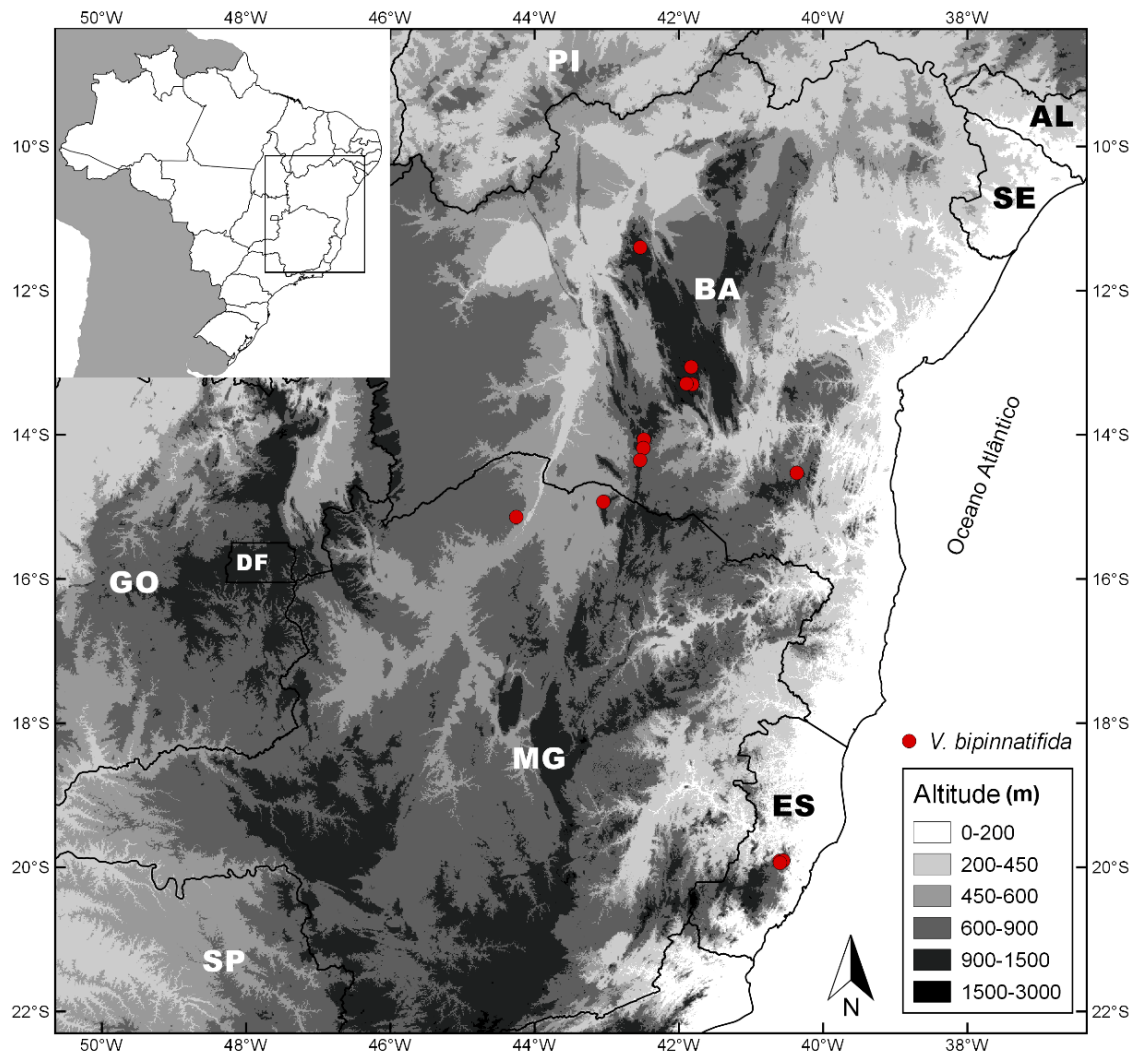 50°W 48°W 46°W 44°W 42°W 40°W 38°W
PI
AL
10°S 10°S
SE
12°S BA 12°S
14°S 14°S
Oceano Atlântico
DF
GO
16°S 16°S
18°S 18°S
V. bipinnatifida
MG
Altitude (m)
ES
0-200
200-450
20°S 20°S
450-600
600-900
SP
900-1500
1500-3000
N
22°S 22°S
50°W 48°W 46°W 44°W 42°W 40°W 38°W